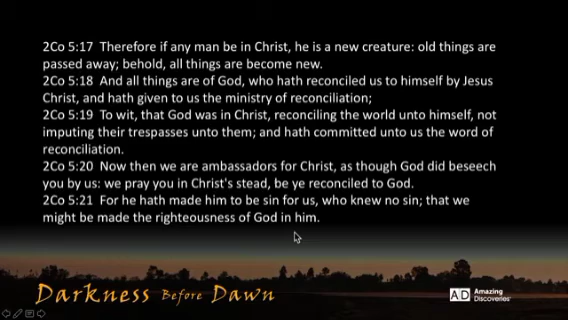 2Co 5:17  Therefore if any man be in Christ, he is a new creature: old things are
passed away; behold, all things are become new.
2Co 5:18  And all things are of God, who hath reconciled us to himself by Jesus
Christ, and hath given to us the ministry of reconciliation;
2Co 5:19  To wit, that God was in Christ, reconciling the world unto himself, not
imputing their trespasses unto them; and hath committed unto us the word of
reconciliation.
2Co 5:20  Now then we are ambassadors for Christ, as though God did beseech
you by us: we pray you in Christ's stead, be ye reconciled to God.
2Co 5:21  For he hath made him to be sin for us, who knew no sin; that we
might be made the righteousness of God in him.
Darkness Before Dawn
AD Amazing
Discoveries